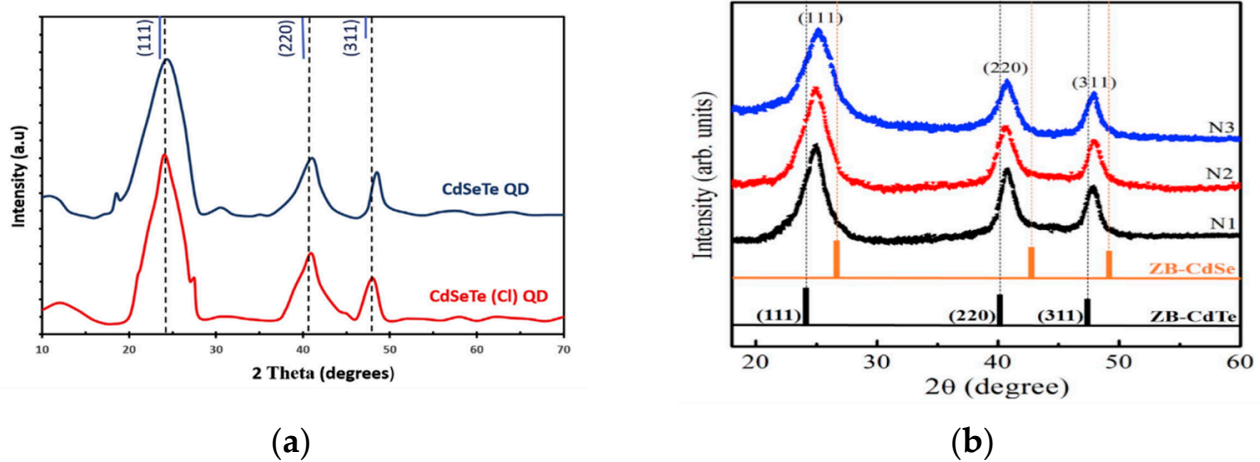 (111)
(220)
(311)
Intensity (a.u)
CdSeTe QD
CdSeTe (Cl) QD
10 20 30 40 50 60 70
2 Theta (degrees)
(a)
(111)
(220)
(311)
Intensity (arb. units)
N3
N2
N1
ZB-CdSe
(111) (220) (311) ZB-CdTe
20 30 40 50 60
2θ (degree)
(b)